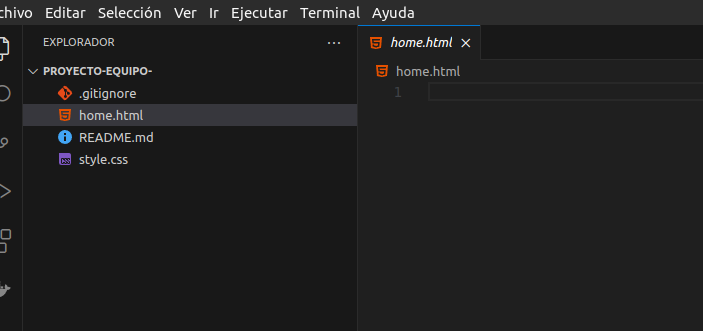 chivo Editar Selección Ver Ir Ejecutar Terminal Ayuda
EXPLORADOR ···
PROYECTO-EQUIPO-
.gitignore
home.html
README.md
style.css
home.html
home.html
1